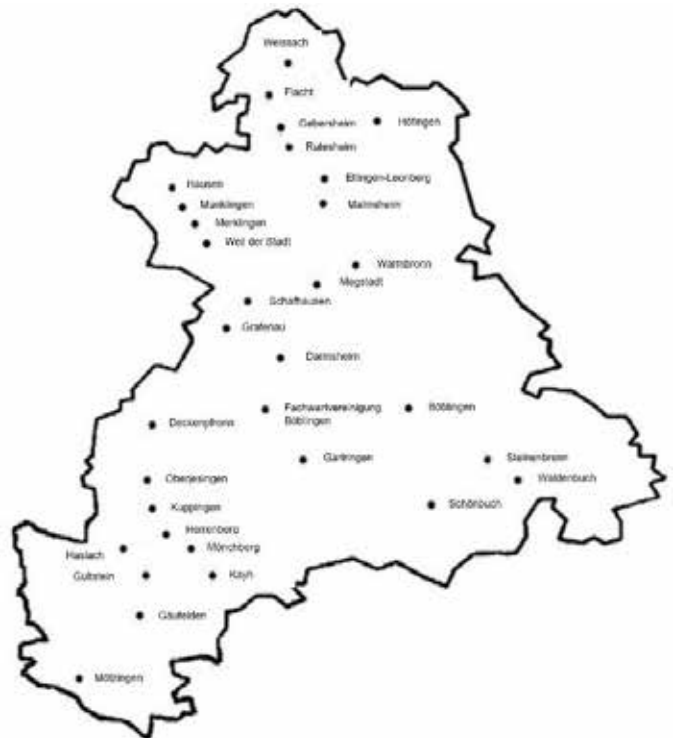 Weissach
Flacht
Gebersheim
Höfingen
Rutesheim
Eltingen-Leonberg
Hausen
Malmsheim
Münklingen
Merklingen
Weil der Stadt
Warmbronn
Magstadt
Schafhausen
Grafenau
Darmsheim
Fachwartvereinigung
Böblingen
Böblingen
Deckenpfronn
Gärtringen
Steinenbronn
Oberjesingen
Waldenbuch
Schönbuch
Kuppingen
Herrenberg
Haslach
Mönchberg
Gültstein
Kayh
Gäufelden
Mötzingen